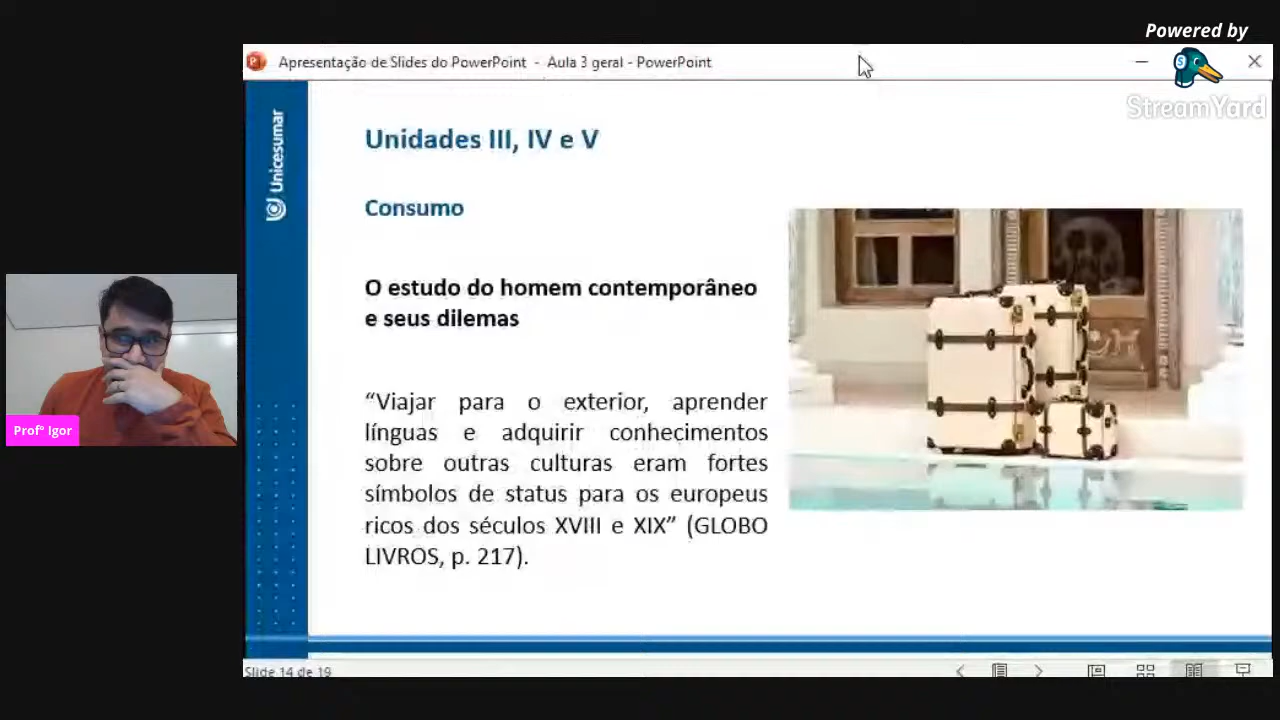 Powered by
StreamYard
Apresentação de Slides do PowerPoint - Aula 3 geral - PowerPoint
Unicesumar
Unidades III, IV e V
Consumo
O estudo do homem contemporâneo
e seus dilemas
“Viajar para o exterior, aprender
línguas e adquirir conhecimentos
sobre outras culturas eram fortes
símbolos de status para os europeus
ricos dos séculos XVIII e XIX” (GLOBO
LIVROS, p. 217).
Profº Igor
Slide 14 de 19